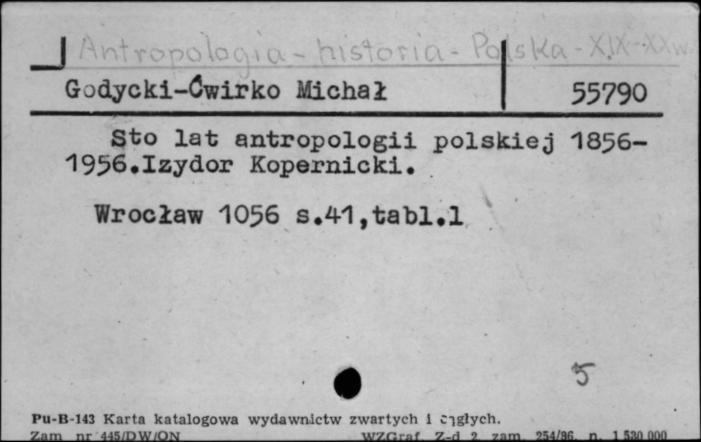 Antropologia - historia - Polska - XIX-XXw.
Godycki-Ćwirko Michał 55790
Sto lat antropologii polskiej 1856-
1956.Izydor Kopernicki.
Wrocław 1056 s.41,tabl.1
5
Pu-B-143 Karta katalogowa wydawnictw zwartych i ciągłych.
Zam nr 445/DW/ON WZGraf. Z-d 2 zam. 254/86. n. 1 530 000